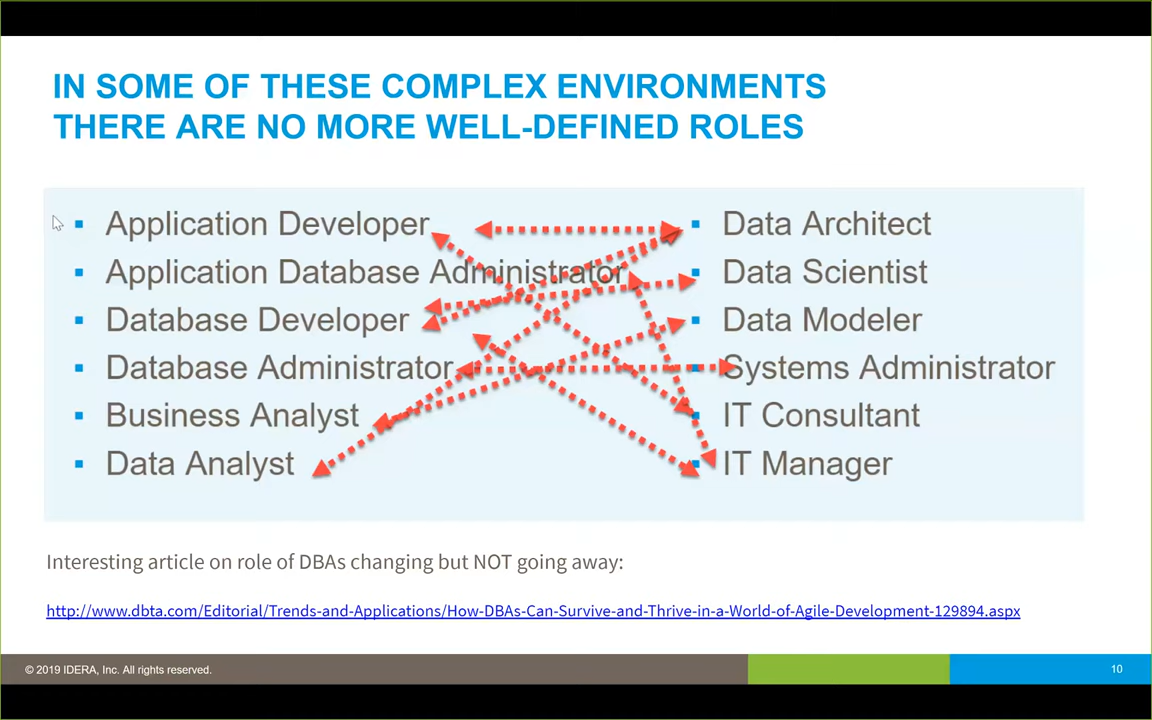 IN SOME OF THESE COMPLEX ENVIRONMENTS
THERE ARE NO MORE WELL-DEFINED ROLES
Application Developer
Application Database Administrator
Database Developer
Database Administrator
Business Analyst
Data Analyst
Data Architect
Data Scientist
Data Modeler
Systems Administrator
IT Consultant
IT Manager
Interesting article on role of DBAs changing but NOT going away:
http://www.dbta.com/Editorial/Trends-and-Applications/How-DBAs-Can-Survive-and-Thrive-in-a-World-of-Agile-Development-129894.aspx
© 2019 IDERA, Inc. All rights reserved.
10